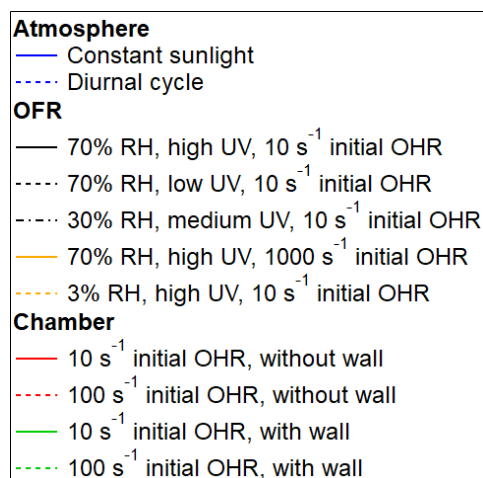 Atmosphere
Constant sunlight
Diurnal cycle
OFR
70% RH, high UV, 10 s⁻¹ initial OHR
70% RH, low UV, 10 s⁻¹ initial OHR
30% RH, medium UV, 10 s⁻¹ initial OHR
70% RH, high UV, 1000 s⁻¹ initial OHR
3% RH, high UV, 10 s⁻¹ initial OHR
Chamber
10 s⁻¹ initial OHR, without wall
100 s⁻¹ initial OHR, without wall
10 s⁻¹ initial OHR, with wall
100 s⁻¹ initial OHR, with wall